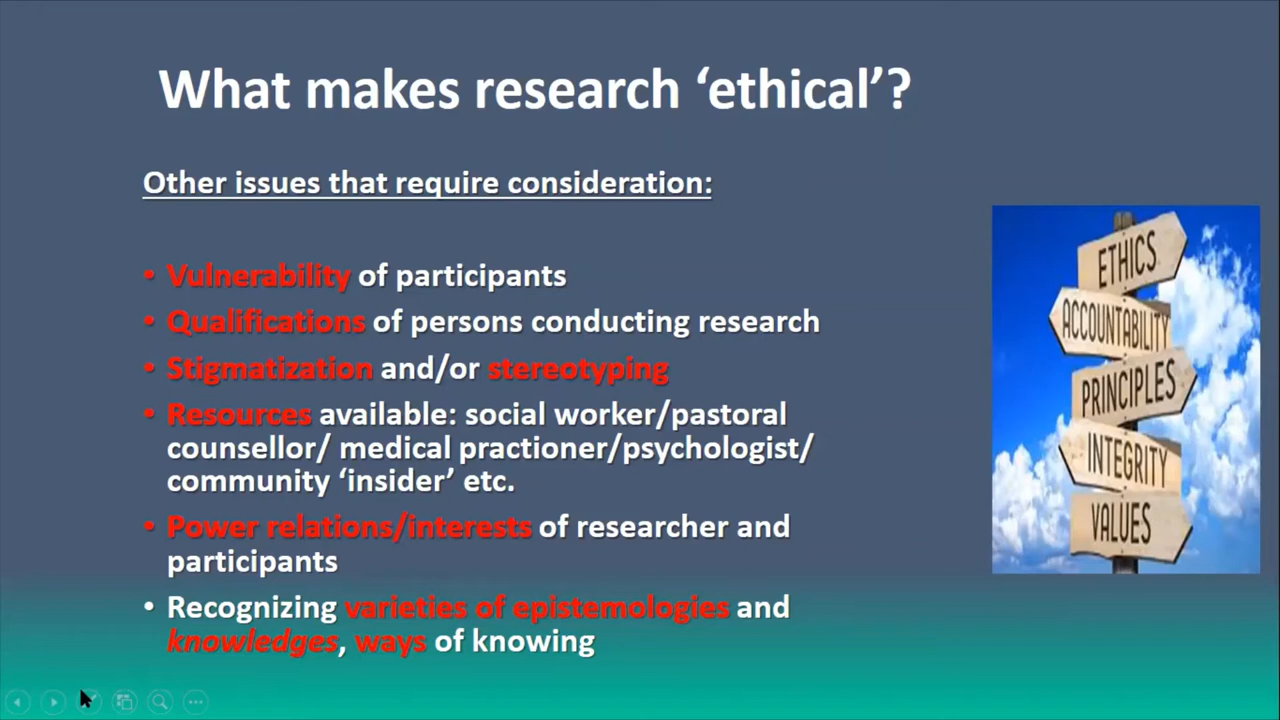 What makes research ‘ethical’?
Other issues that require consideration:
• Vulnerability of participants
• Qualifications of persons conducting research
• Stigmatization and/or stereotyping
• Resources available: social worker/pastoral
counsellor/ medical practioner/psychologist/
community ‘insider’ etc.
• Power relations/interests of researcher and
participants
• Recognizing varieties of epistemologies and
knowledges, ways of knowing
ETHICS
ACCOUNTABILITY
PRINCIPLES
INTEGRITY
VALUES